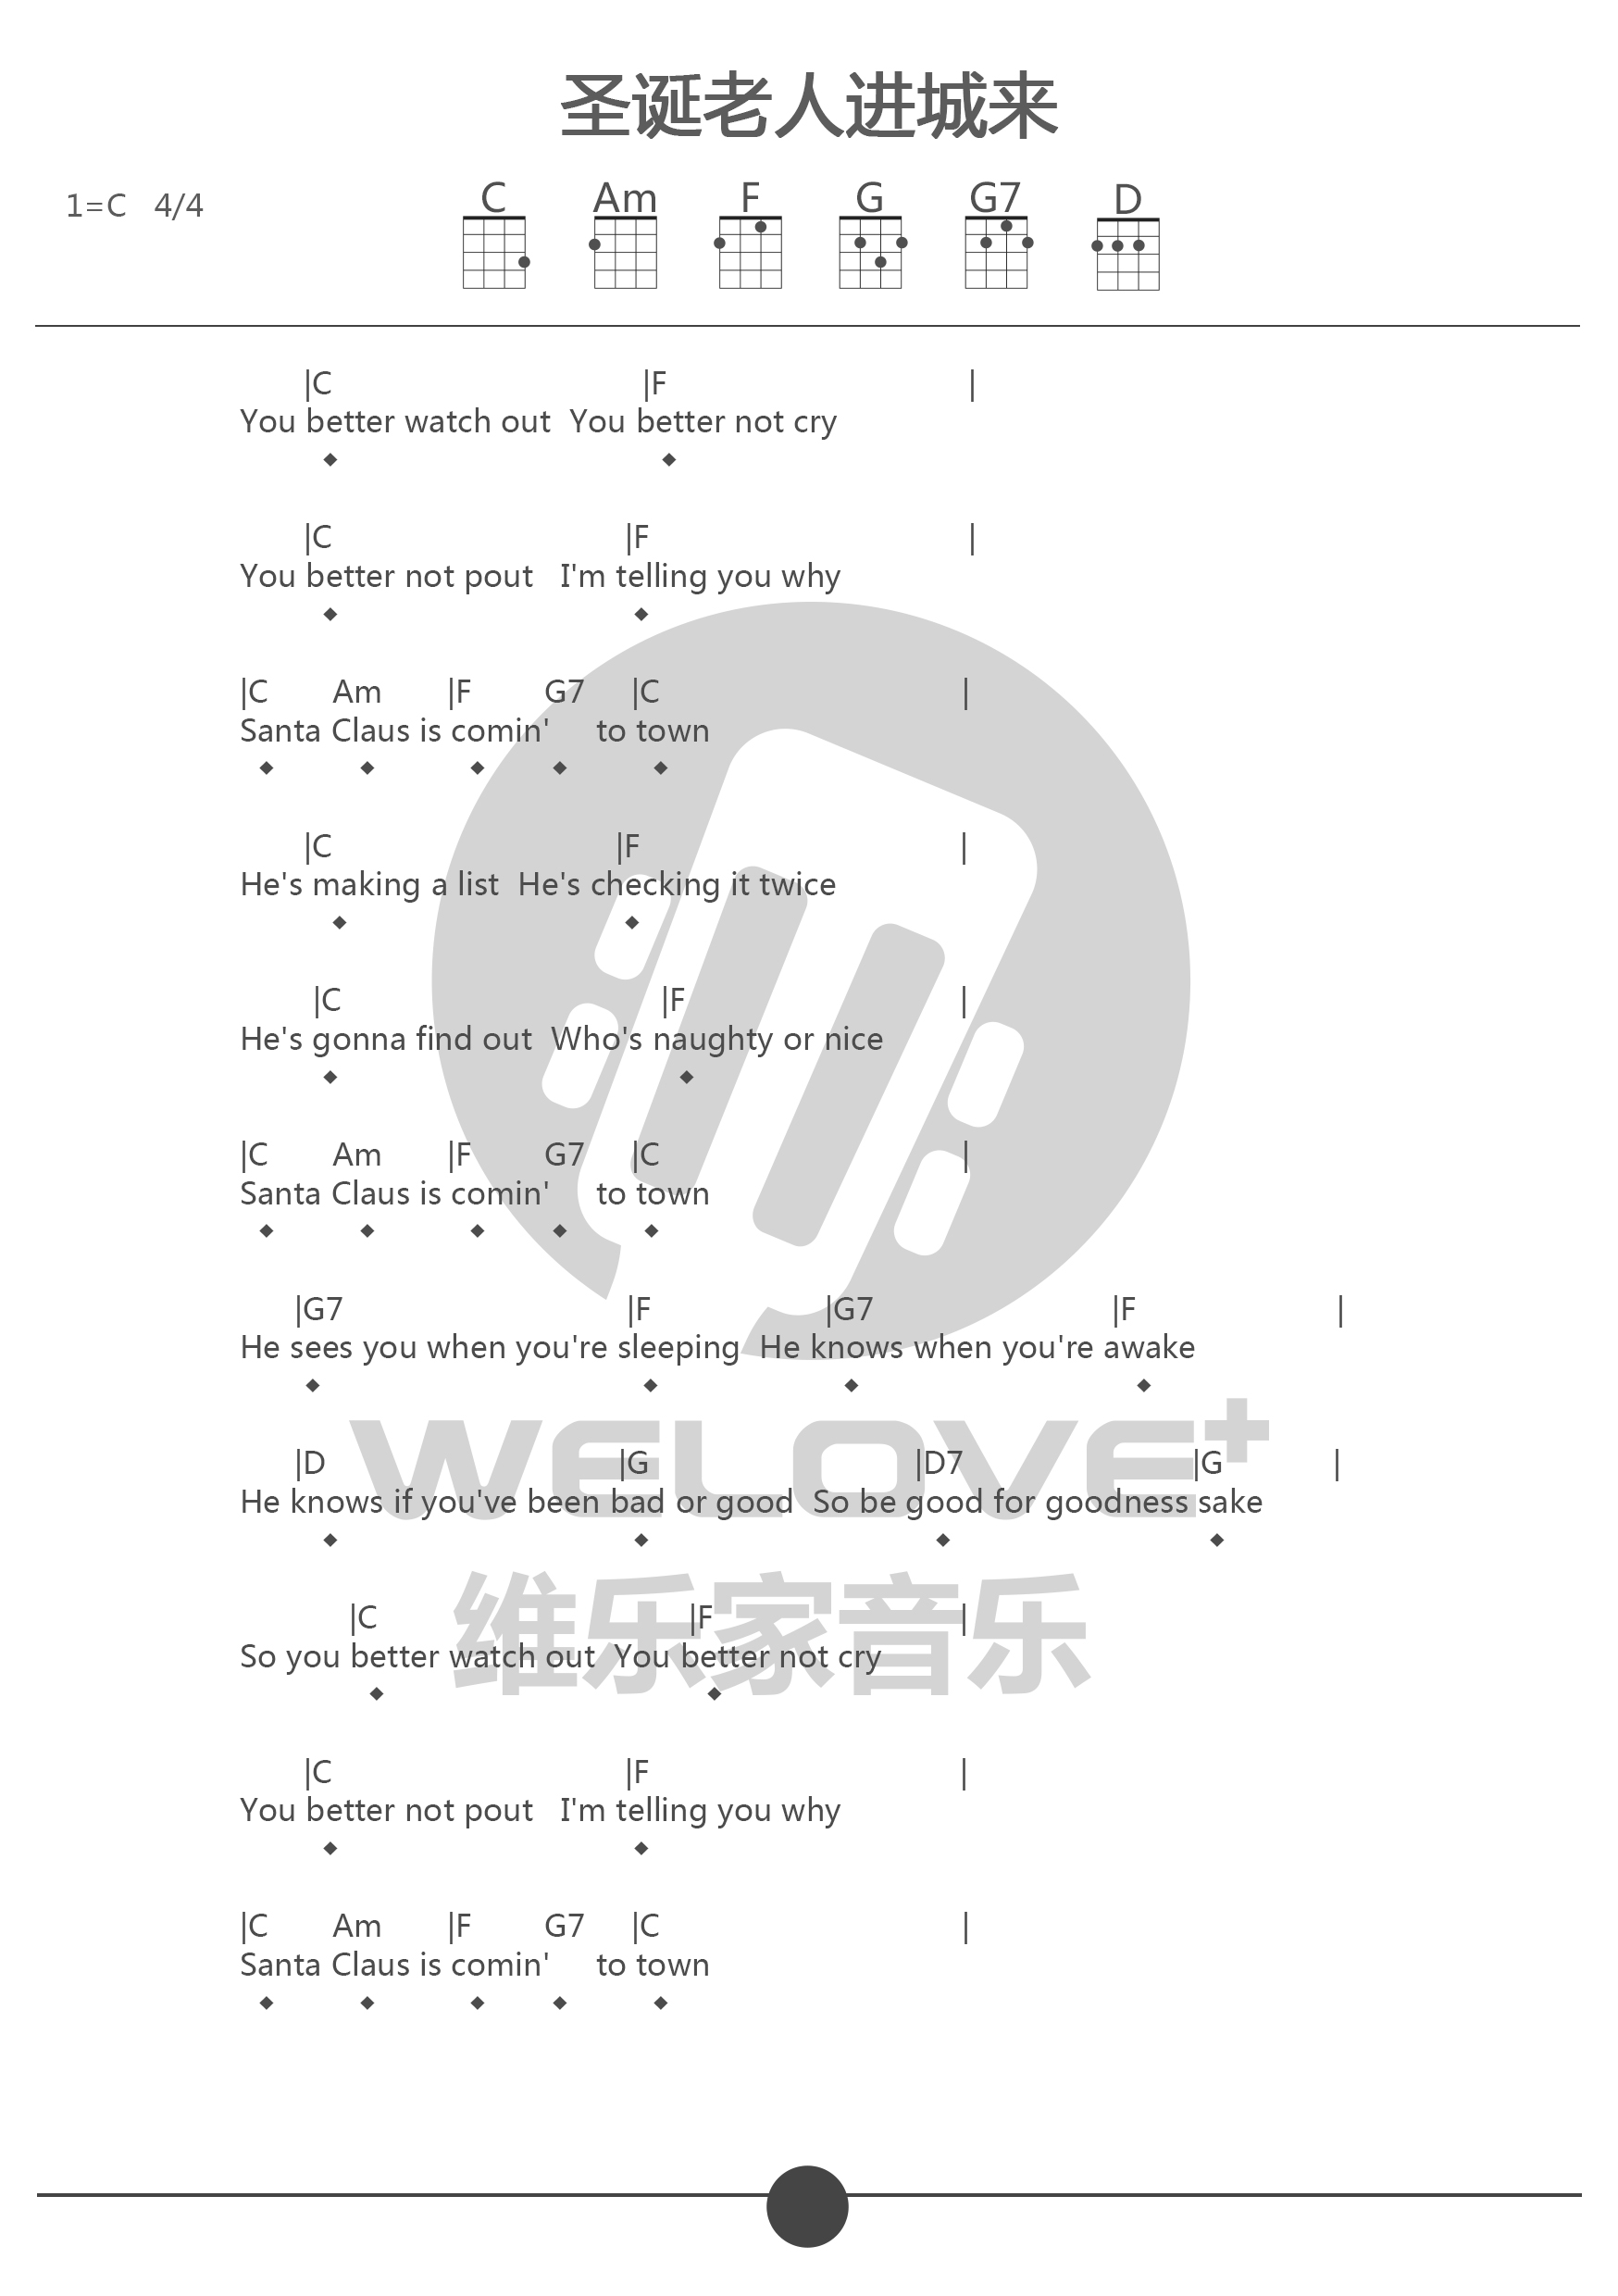 圣诞老人进城来
1=C 4/4
C Am F G G7 D
|C |F |
You better watch out You better not cry
|C |F |
You better not pout I'm telling you why
|C Am |F G7 |C |
Santa Claus is comin' to town
|C |F |
He's making a list He's checking it twice
|C |F |
He's gonna find out Who's naughty or nice
|C Am |F G7 |C |
Santa Claus is comin' to town
|G7 |F |G7 |F |
He sees you when you're sleeping He knows when you're awake
WELOVE+
|D |G |D7 |G |
He knows if you've been bad or good So be good for goodness sake
维乐家音乐
|C |F |
So you better watch out You better not cry
|C |F |
You better not pout I'm telling you why
|C Am |F G7 |C |
Santa Claus is comin' to town